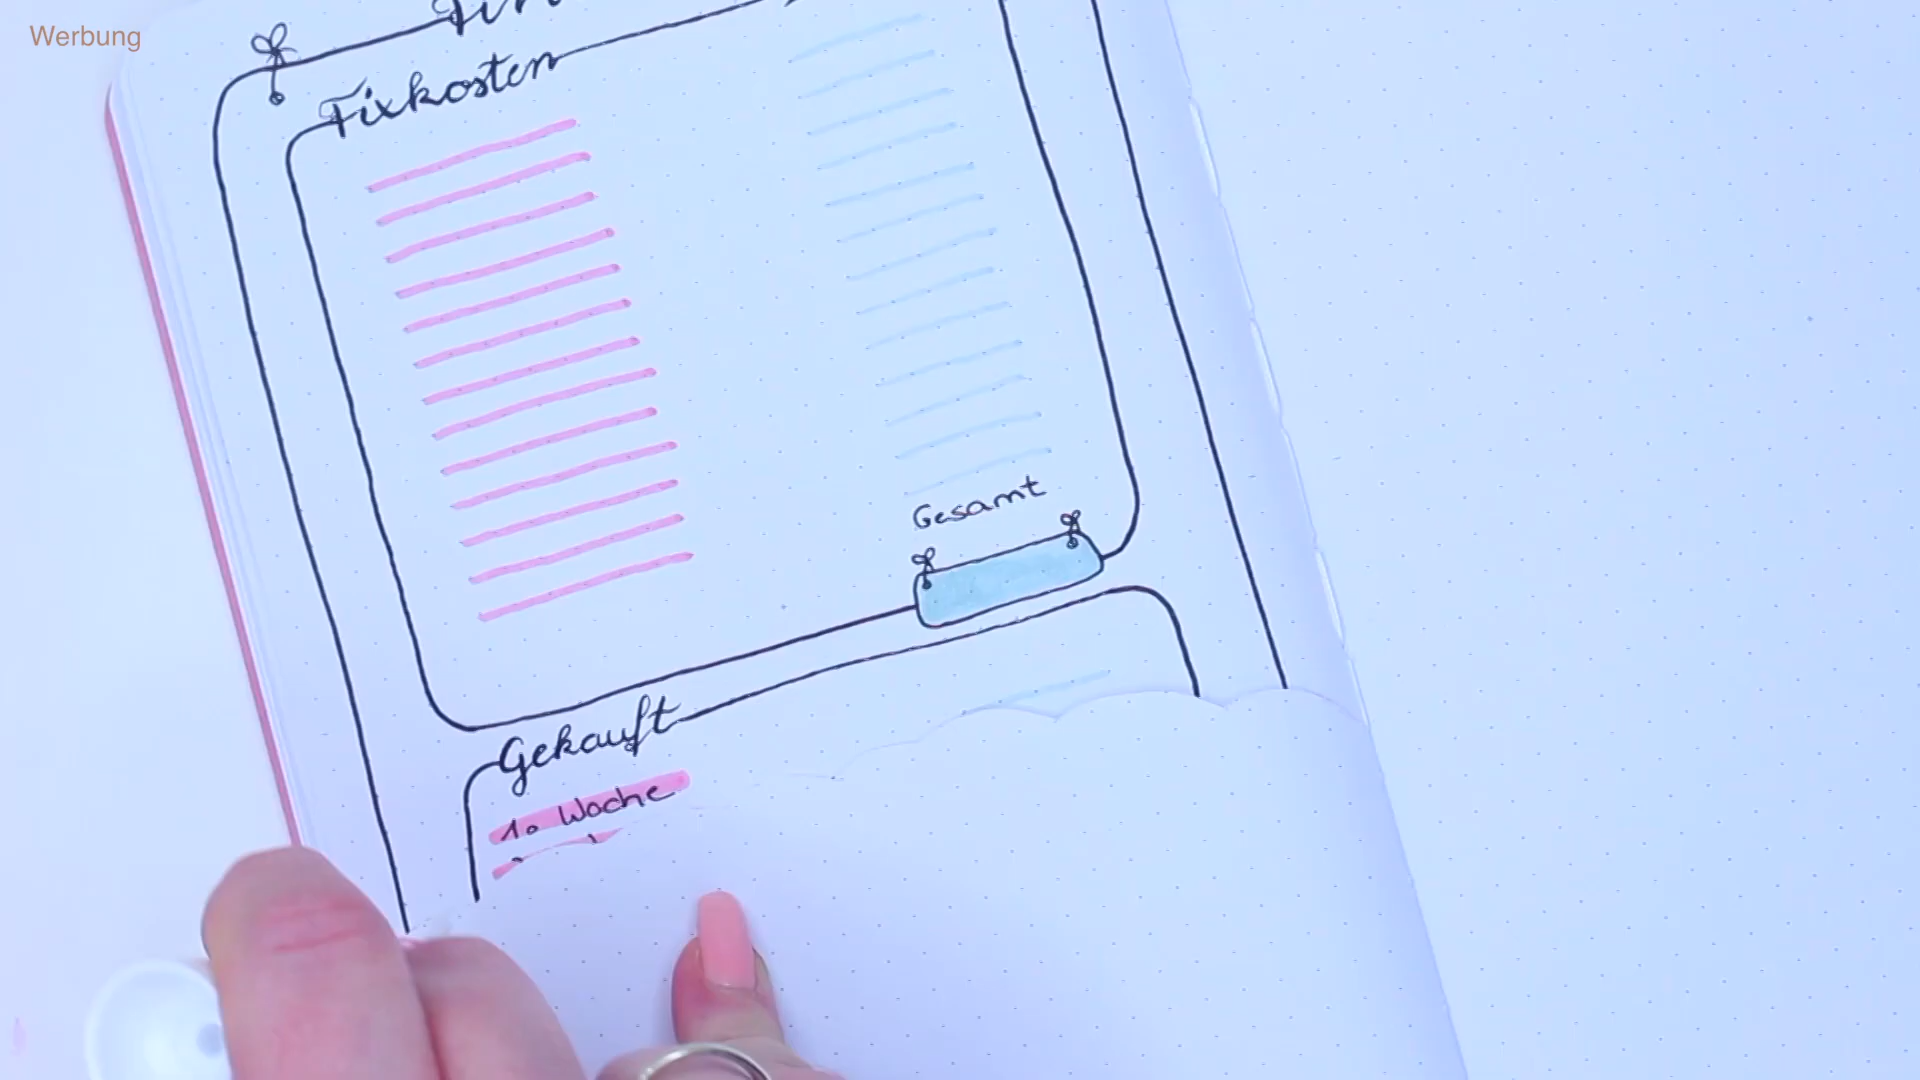 Werbung
Fixkosten
Gesamt
Gekauft
1. Woche